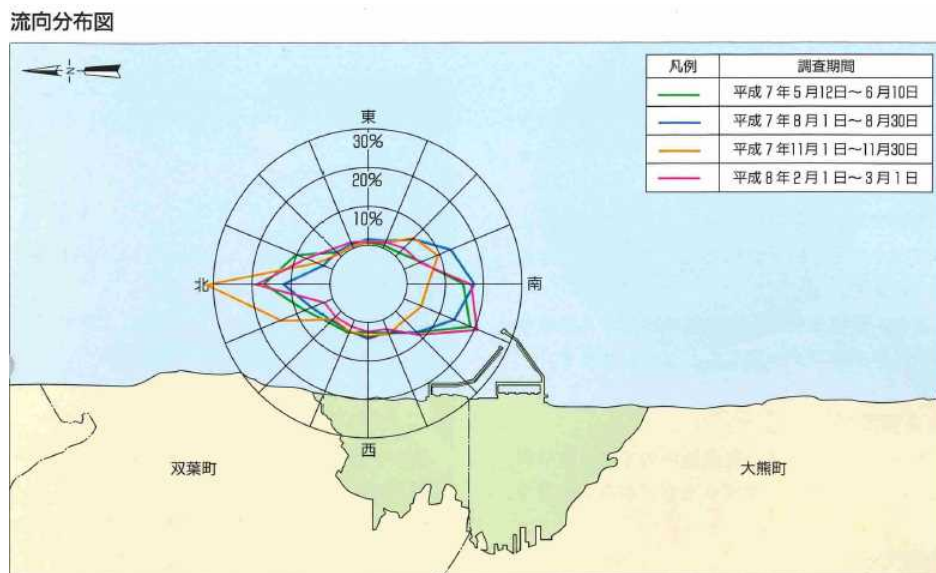 流向分布図
N
凡例 調査期間
平成7年5月12日～6月10日
平成7年8月1日～8月30日
平成7年11月1日～11月30日
平成8年2月1日～3月1日
東
30%
20%
10%
北
南
西
双葉町
大熊町